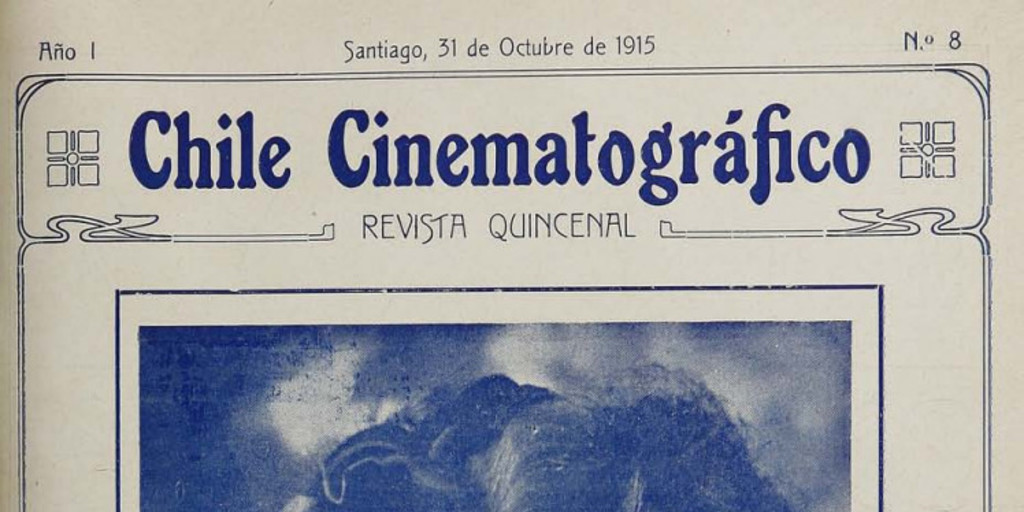 Año I Santiago, 31 de Octubre de 1915 N.º 8
Chile Cinematográfico
REVISTA QUINCENAL